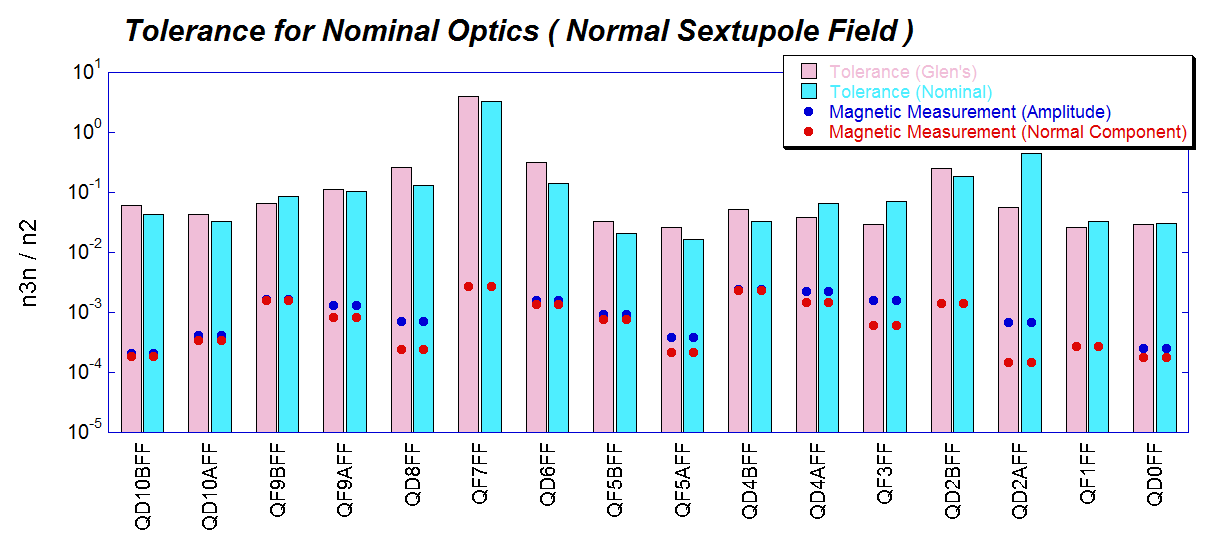 Tolerance for Nominal Optics ( Normal Sextupole Field )
Tolerance (Glen's)
Tolerance (Nominal)
Magnetic Measurement (Amplitude)
Magnetic Measurement (Normal Component)
n3n / n2
10^1
10^0
10^-1
10^-2
10^-3
10^-4
10^-5
QD10BFF
QD10AFF
QF9BFF
QF9AFF
QD8FF
QF7FF
QD6FF
QF5BFF
QF5AFF
QD4BFF
QD4AFF
QF3FF
QD2BFF
QD2AFF
QF1FF
QD0FF